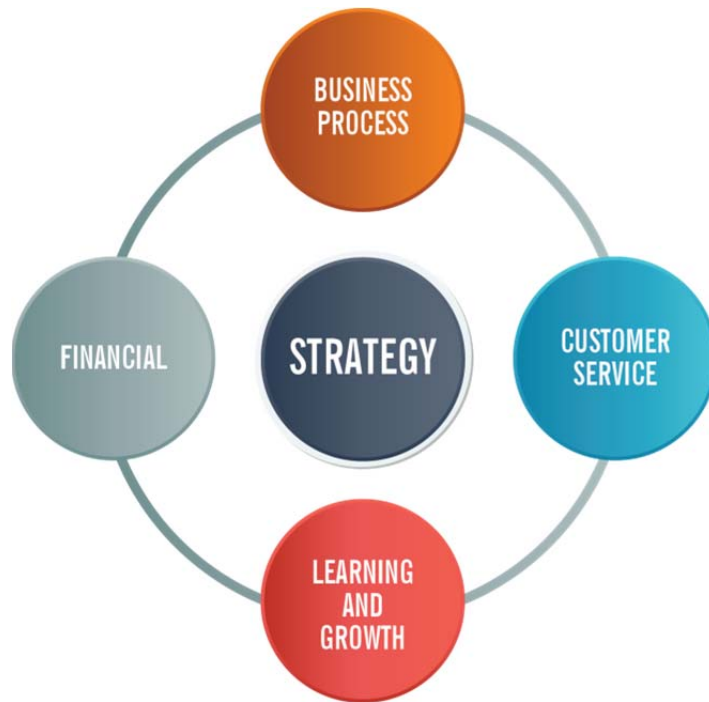 BUSINESS
PROCESS
FINANCIAL
STRATEGY
CUSTOMER
SERVICE
LEARNING
AND
GROWTH